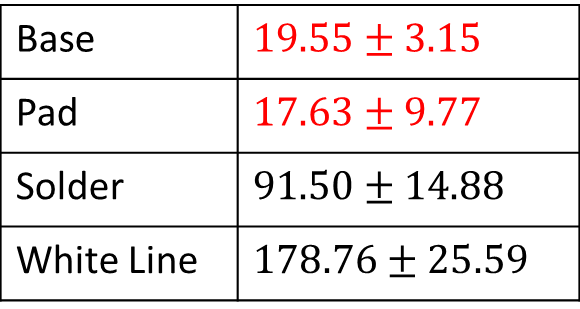 Base 19.55 ± 3.15
Pad 17.63 ± 9.77
Solder 91.50 ± 14.88
White Line 178.76 ± 25.59